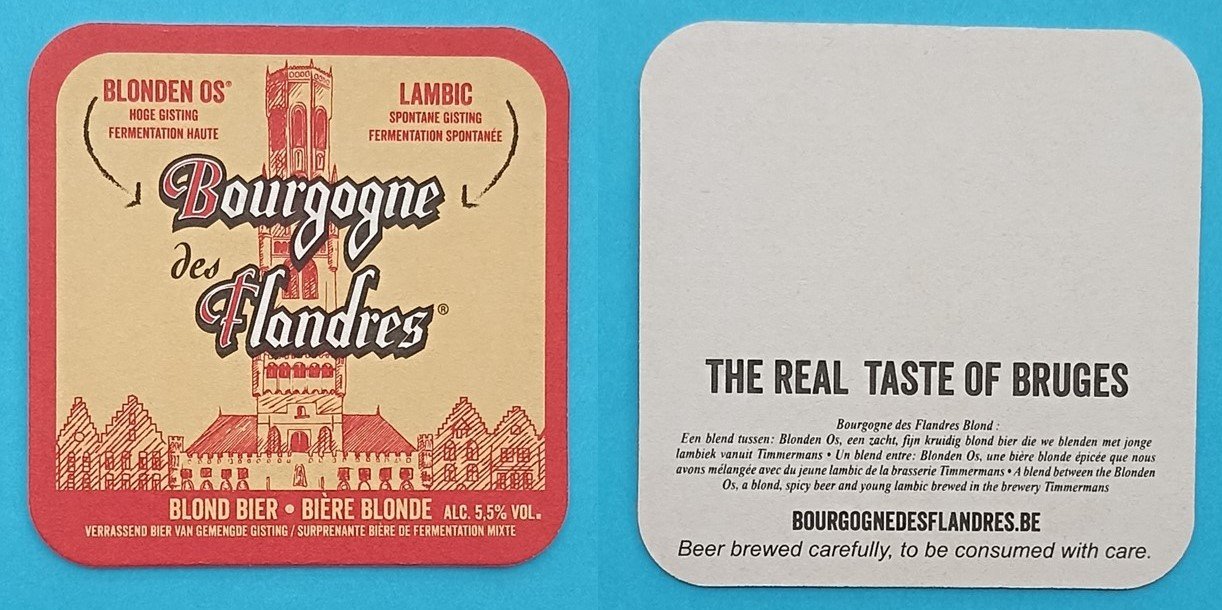 BLONDEN OS®
HOGE GISTING
FERMENTATION HAUTE
LAMBIC
SPONTANE GISTING
FERMENTATION SPONTANÉE
Bourgogne
des
Flandres®
BLOND BIER • BIÈRE BLONDE ALC. 5,5% VOL.
VERRASSEND BIER VAN GEMENGDE GISTING / SURPRENANTE BIÈRE DE FERMENTATION MIXTE
THE REAL TASTE OF BRUGES
Bourgogne des Flandres Blond :
Een blend tussen: Blonden Os, een zacht, fijn kruidig blond bier die we blenden met jonge
lambiek vanuit Timmermans • Un blend entre: Blonden Os, une bière blonde épicée que nous
avons mélangée avec du jeune lambic de la brasserie Timmermans • A blend between the Blonden
Os, a blond, spicy beer and young lambic brewed in the brewery Timmermans
BOURGOGNEDESFLANDRES.BE
Beer brewed carefully, to be consumed with care.